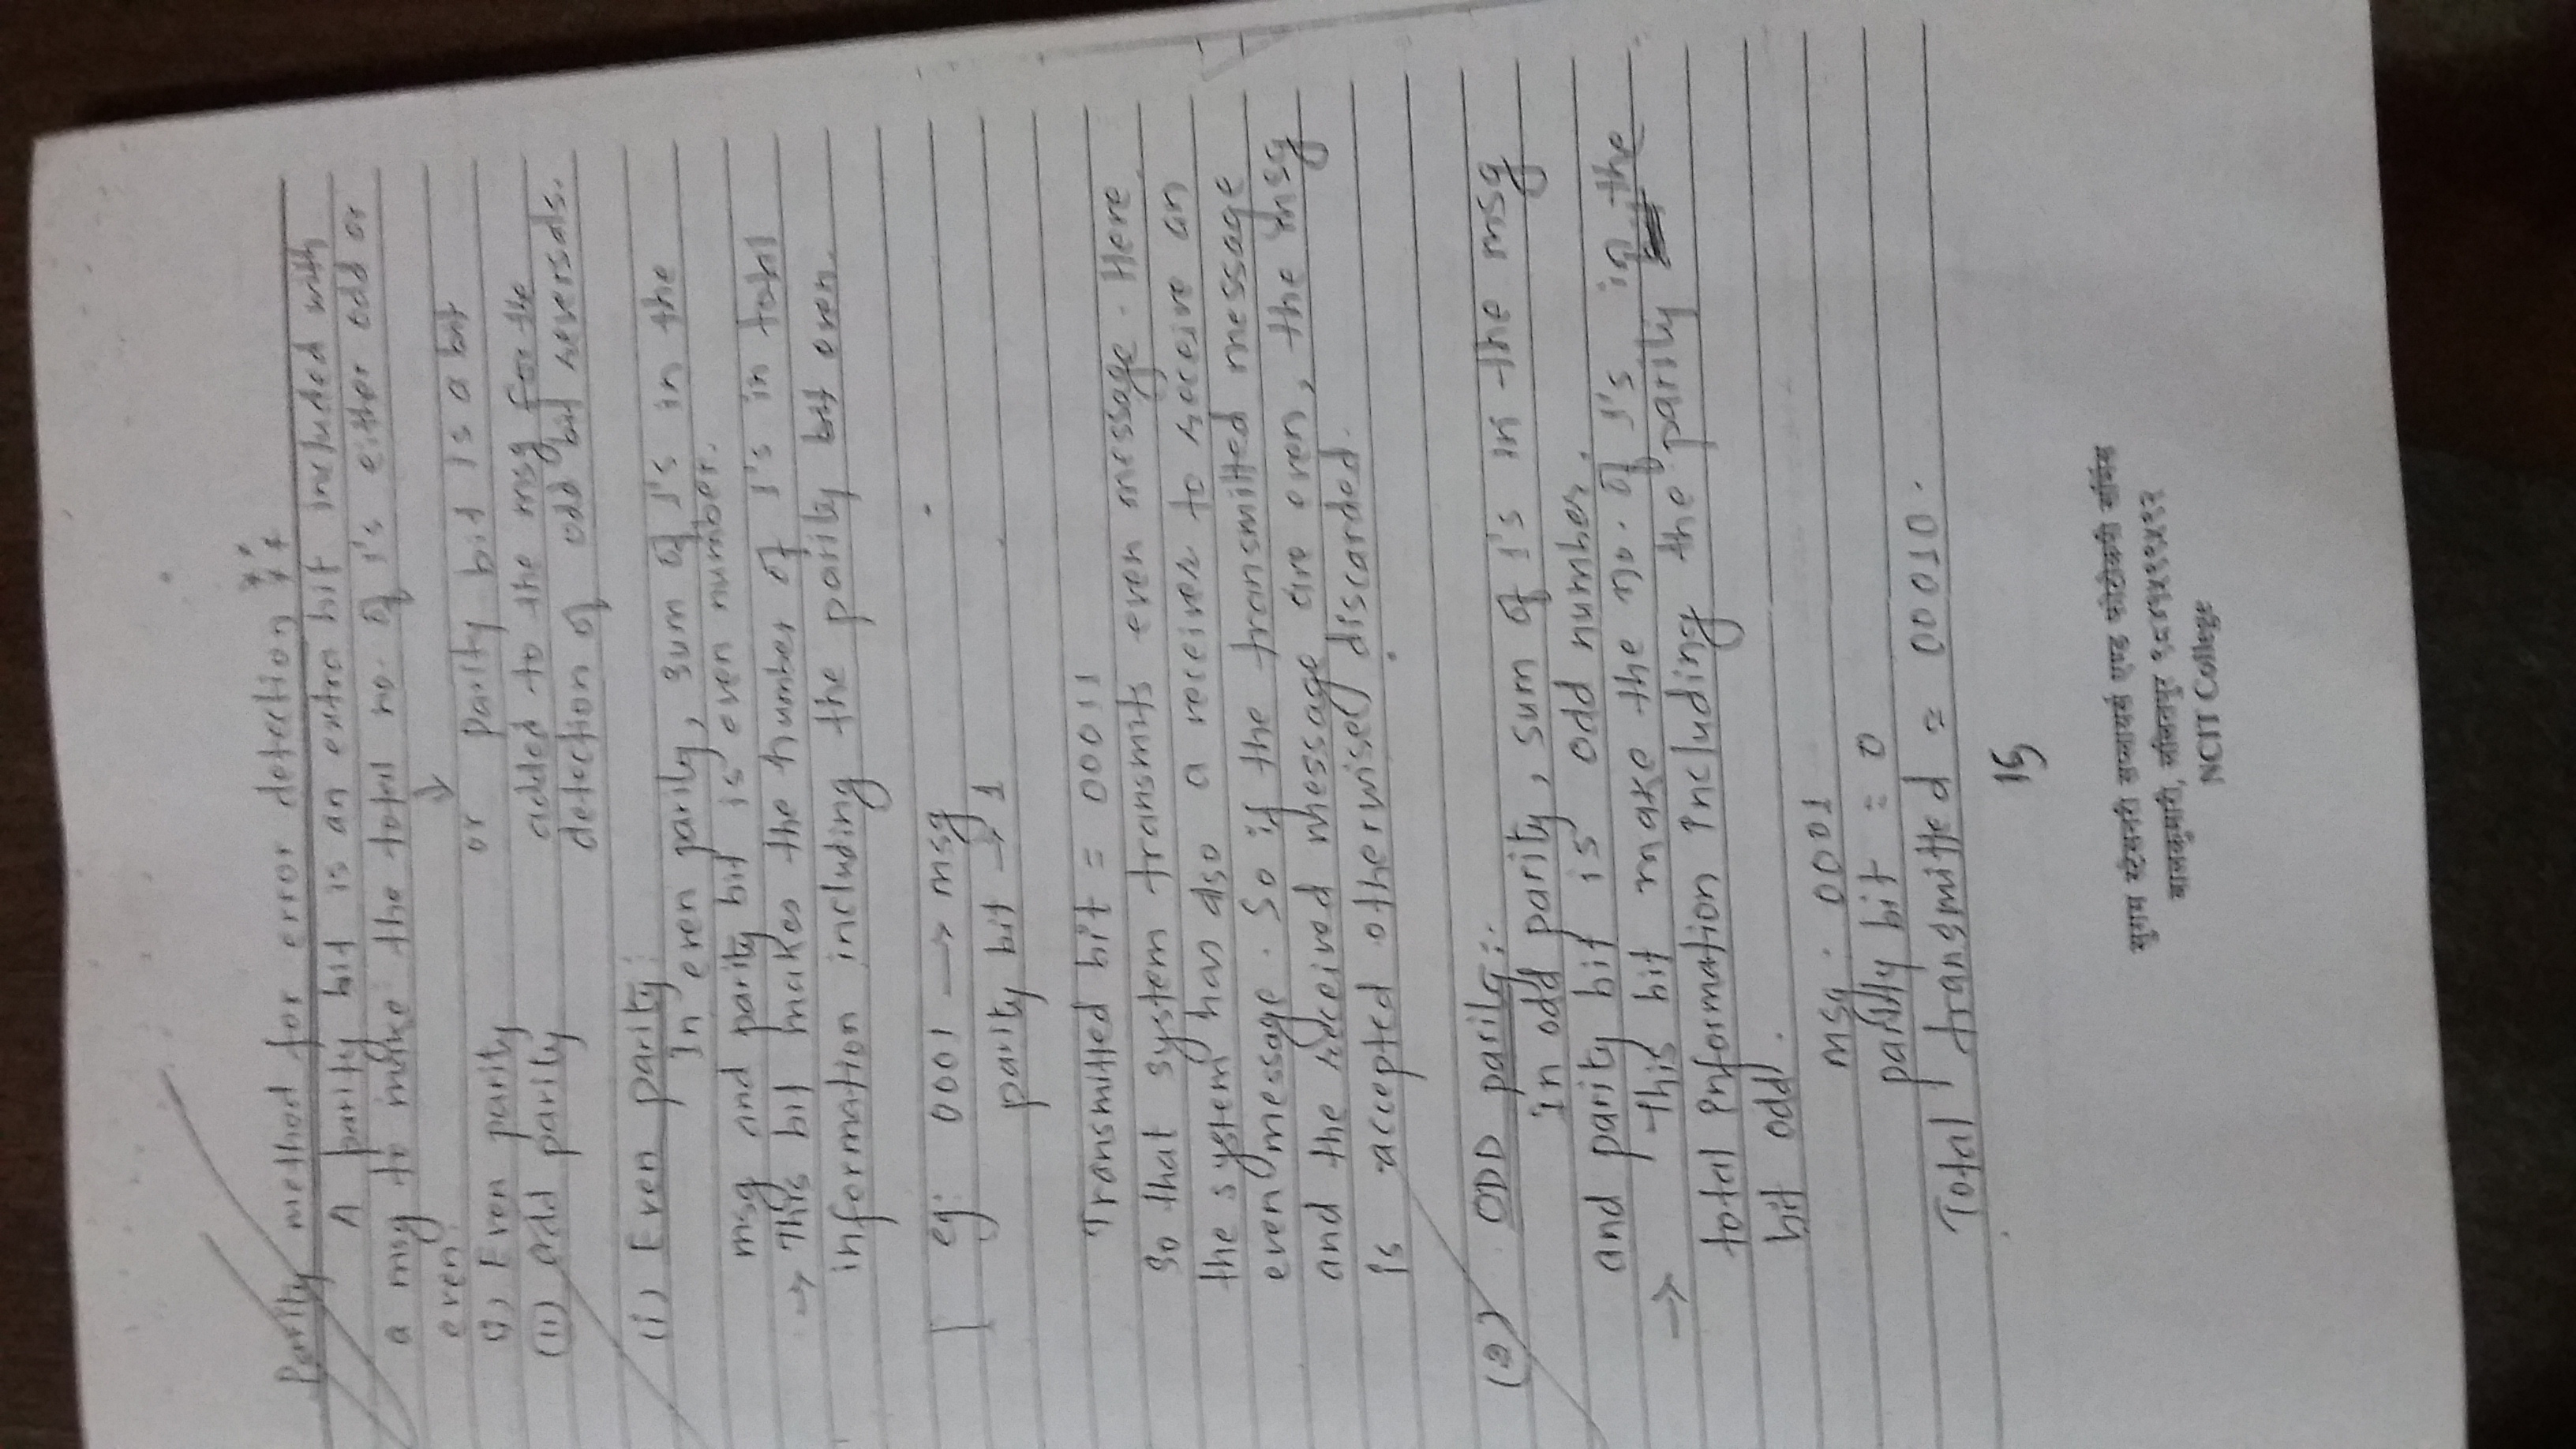 Parity method for error detection
A parity bit is an extra bit included with
a msg to make the total no. of 1's either odd or
even.
(i) Even parity
(ii) odd parity
or parity bit is a bit
added to the msg for the
detection of odd bit reversals.
(i) Even parity:
In even parity, sum of 1's in the
msg and parity bit is even number.
→ This bit makes the number of 1's in total
information including the parity bit even.
eg: 0001 → msg
parity bit → 1
Transmitted bit = 00011
So that system transmits even message. Here
the system has also a receiver to receive an
even message. So if the transmitted message
and the received message are even, the msg
is accepted otherwise discarded.
(2) ODD parity:-
In odd parity, sum of 1's in the msg
and parity bit is odd number.
→ This bit make the no. of 1's in the
total information including the parity
bit odd.
msg: 0001
parity bit = 0
Total transmitted = 00010.
15
सुगम स्टेसनरी सप्लायर्स एण्ड फोटोकपी सर्भिस
बालकुमारी, ललितपुर ९८४१५९९५९२
NCIT College